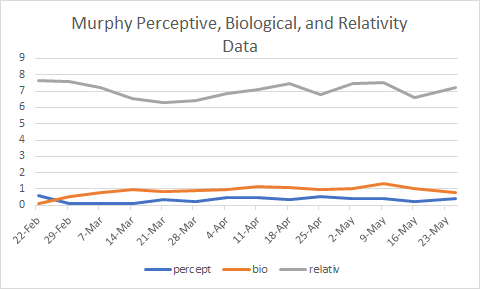 Murphy Perceptive, Biological, and Relativity
Data
9
8
7
6
5
4
3
2
1
0
22-Feb 29-Feb 7-Mar 14-Mar 21-Mar 28-Mar 4-Apr 11-Apr 18-Apr 25-Apr 2-May 9-May 16-May 23-May
percept bio relativ